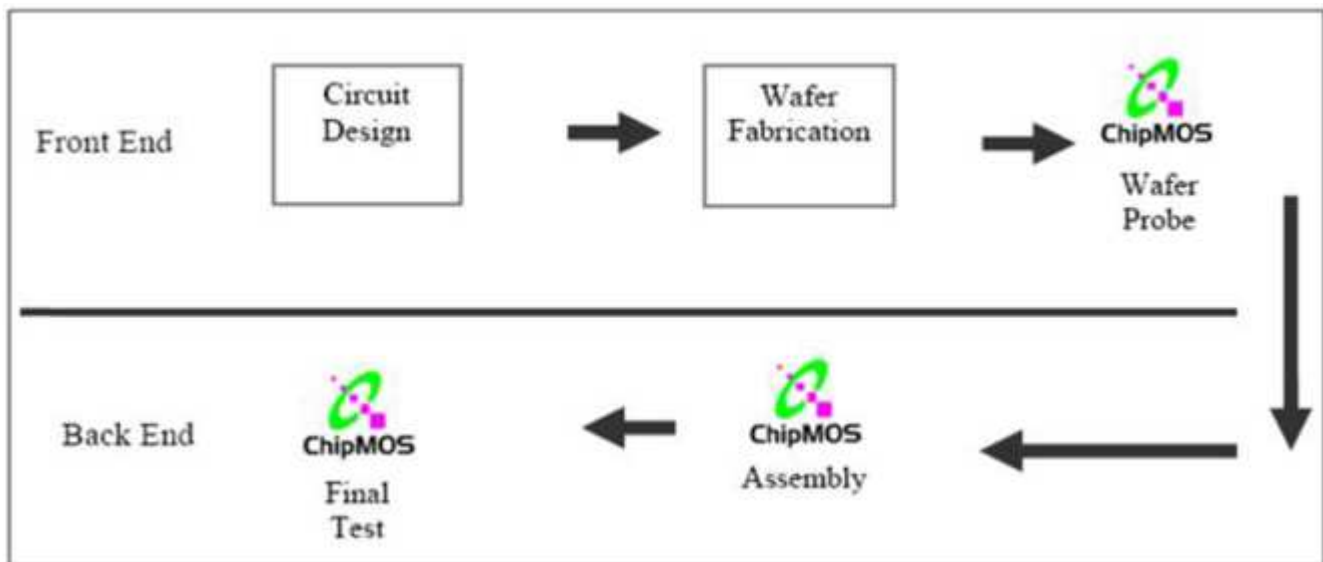 Front End
Circuit
Design
Wafer
Fabrication
ChipMOS
Wafer
Probe
Back End
ChipMOS
Final
Test
ChipMOS
Assembly